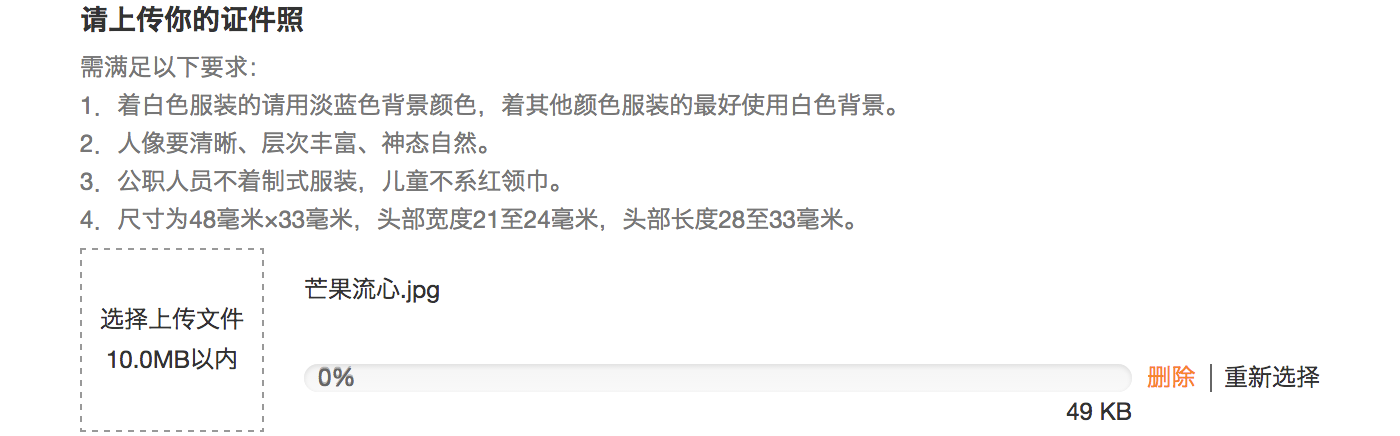 请上传你的证件照
需满足以下要求：
1．着白色服装的请用淡蓝色背景颜色，着其他颜色服装的最好使用白色背景。
2．人像要清晰、层次丰富、神态自然。
3．公职人员不着制式服装，儿童不系红领巾。
4．尺寸为48毫米×33毫米，头部宽度21至24毫米，头部长度28至33毫米。
芒果流心.jpg
选择上传文件
10.0MB以内
0%
删除｜重新选择
49 KB